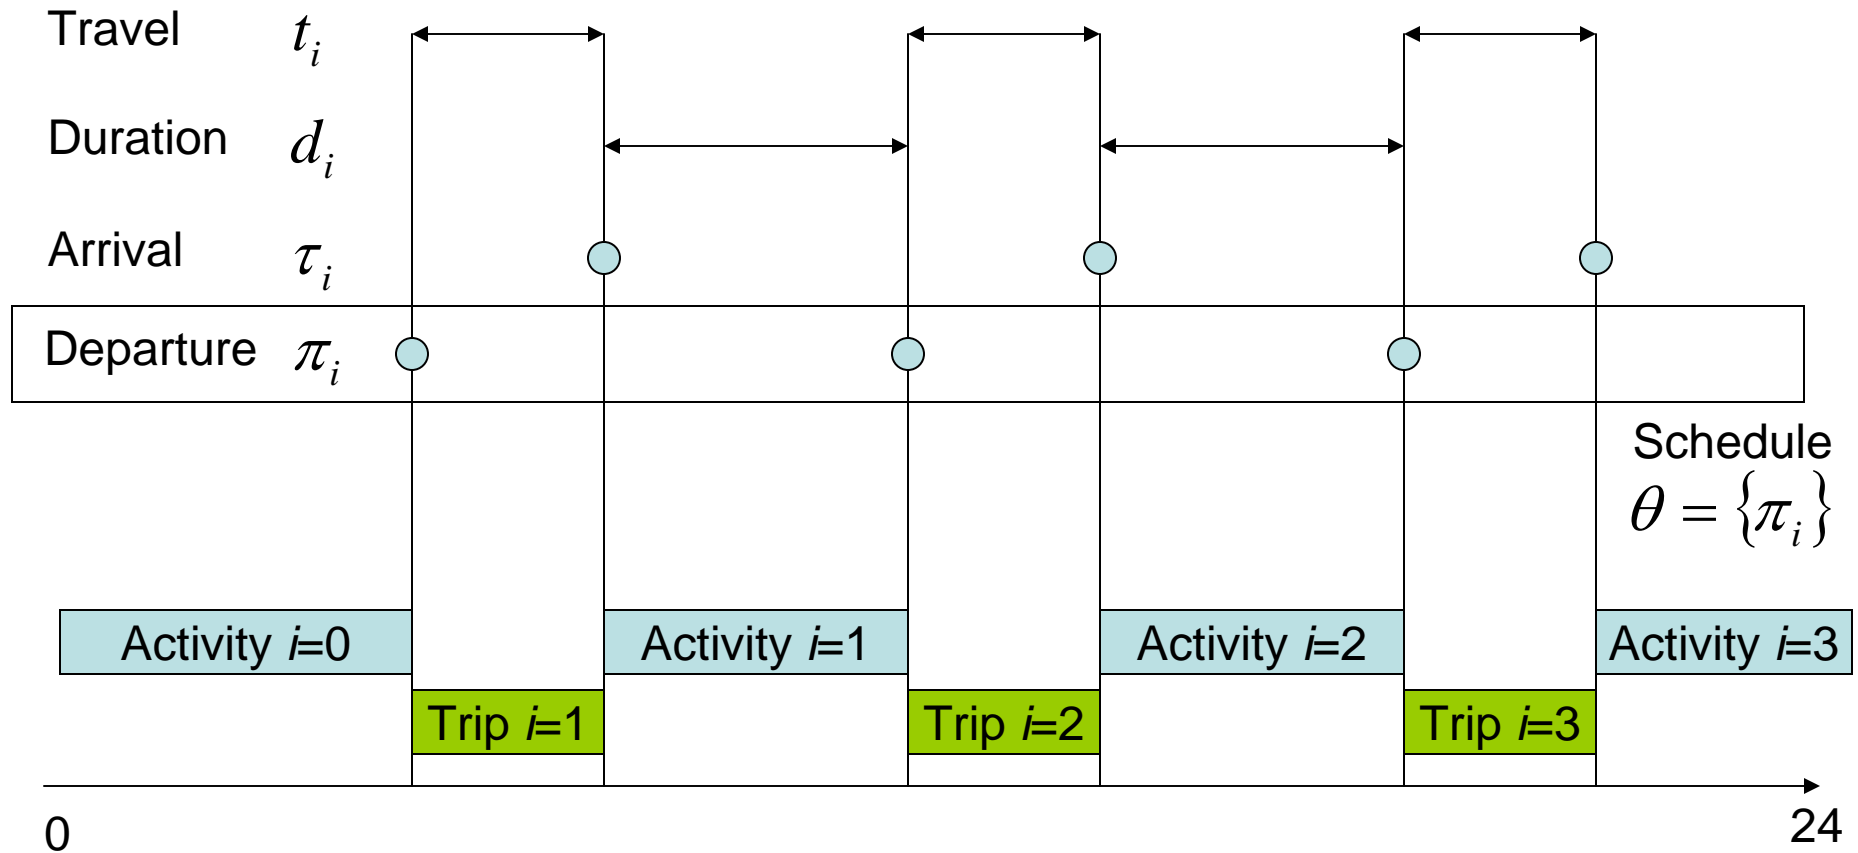 Travel t_i
Duration d_i
Arrival τ_i
Departure π_i
Schedule
θ = {π_i}
Activity i=0 Activity i=1 Activity i=2 Activity i=3
Trip i=1 Trip i=2 Trip i=3
0 24